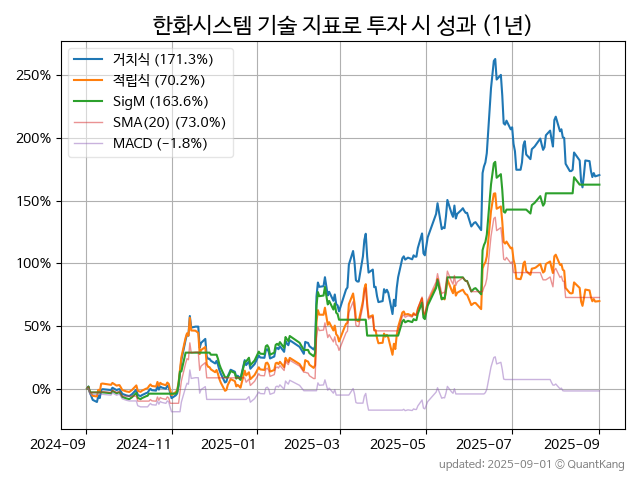 한화시스템 기술 지표로 투자 시 성과 (1년)
거치식 (171.3%)
적립식 (70.2%)
SigM (163.6%)
SMA(20) (73.0%)
MACD (−1.8%)
250%
200%
150%
100%
50%
0%
2024-09 2024-11 2025-01 2025-03 2025-05 2025-07 2025-09
updated: 2025-09-01 ⓒ QuantKang